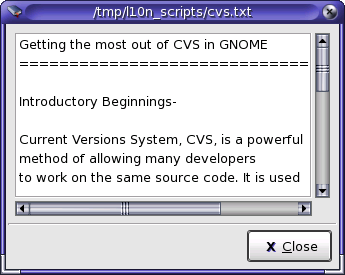 /tmp/l10n_scripts/cvs.txt
Getting the most out of CVS in GNOME
=============================
Introductory Beginnings-
Current Versions System, CVS, is a powerful
method of allowing many developers
to work on the same source code. It is used
Close